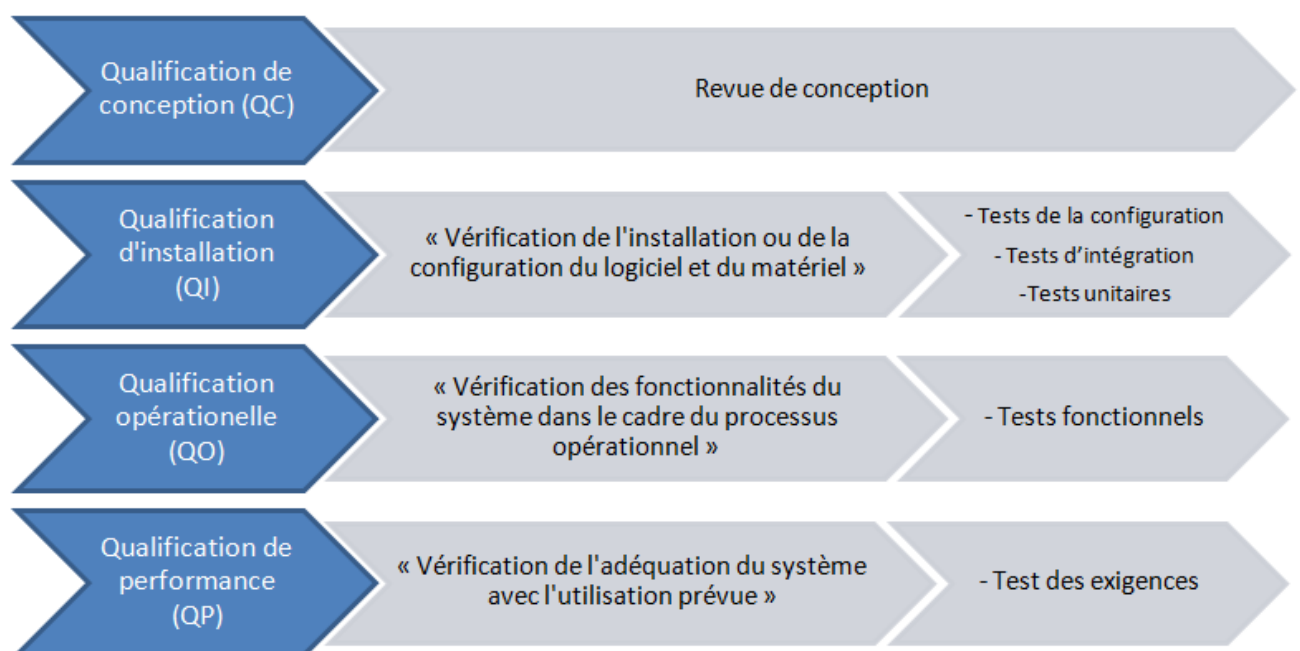 Qualification de
conception (QC)
Revue de conception
Qualification
d'installation
(QI)
« Vérification de l'installation ou de la
configuration du logiciel et du matériel »
- Tests de la configuration
- Tests d’intégration
-Tests unitaires
Qualification
opérationelle
(QO)
« Vérification des fonctionnalités du
système dans le cadre du processus
opérationnel »
- Tests fonctionnels
Qualification de
performance
(QP)
« Vérification de l'adéquation du système
avec l'utilisation prévue »
- Test des exigences